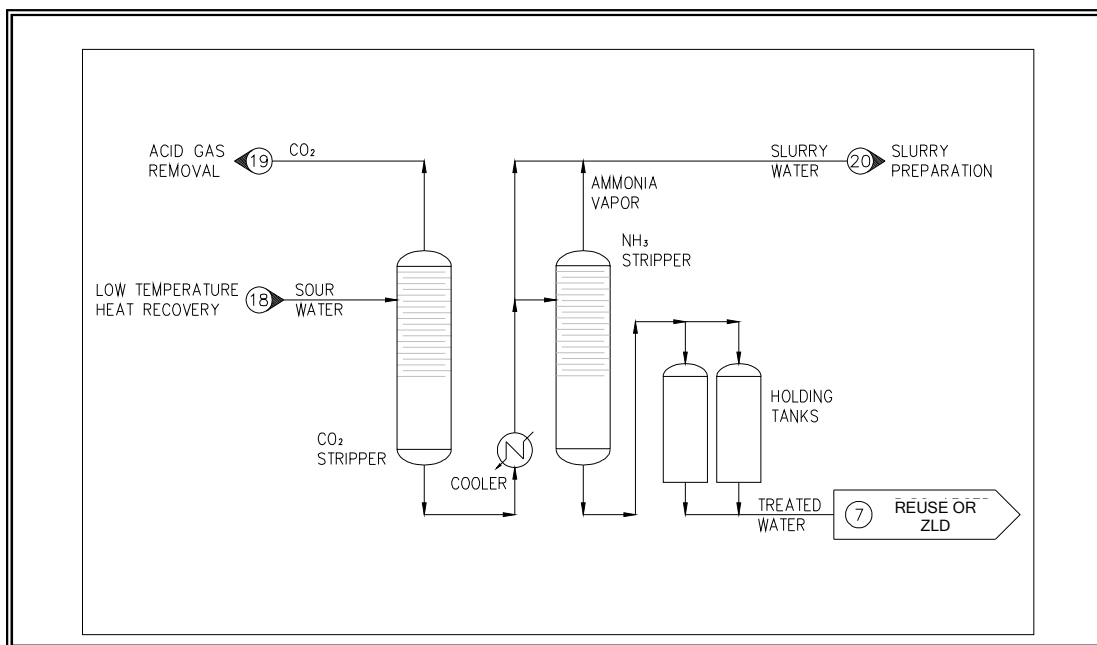 ACID GAS
REMOVAL
19
CO₂
SLURRY
WATER
20
SLURRY
PREPARATION
AMMONIA
VAPOR
NH₃
STRIPPER
LOW TEMPERATURE
HEAT RECOVERY
18
SOUR
WATER
HOLDING
TANKS
CO₂
STRIPPER
COOLER
TREATED
WATER
7
REUSE OR
ZLD